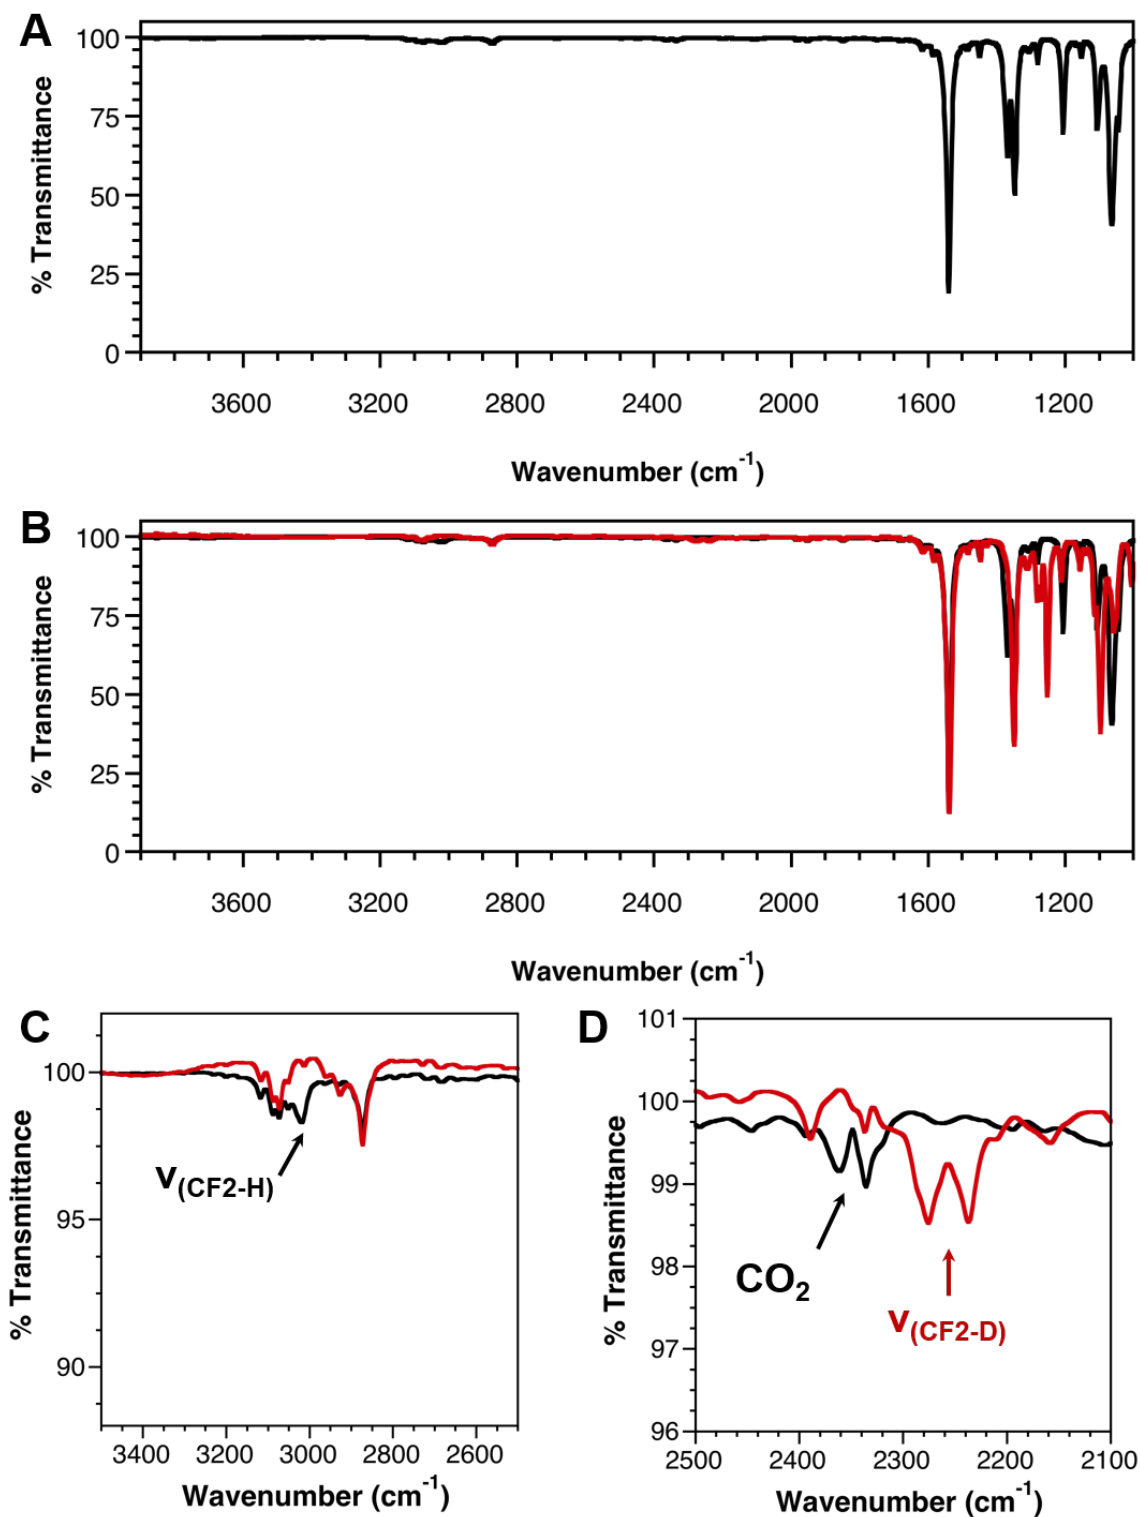 A
100
75
50
25
0
% Transmittance
3600 3200 2800 2400 2000 1600 1200
Wavenumber (cm⁻¹)
B
100
75
50
25
0
% Transmittance
3600 3200 2800 2400 2000 1600 1200
Wavenumber (cm⁻¹)
C
100
95
90
% Transmittance
ν(CF2-H)
3400 3200 3000 2800 2600
Wavenumber (cm⁻¹)
D
101
100
99
98
97
96
% Transmittance
CO₂
ν(CF2-D)
2500 2400 2300 2200 2100
Wavenumber (cm⁻¹)